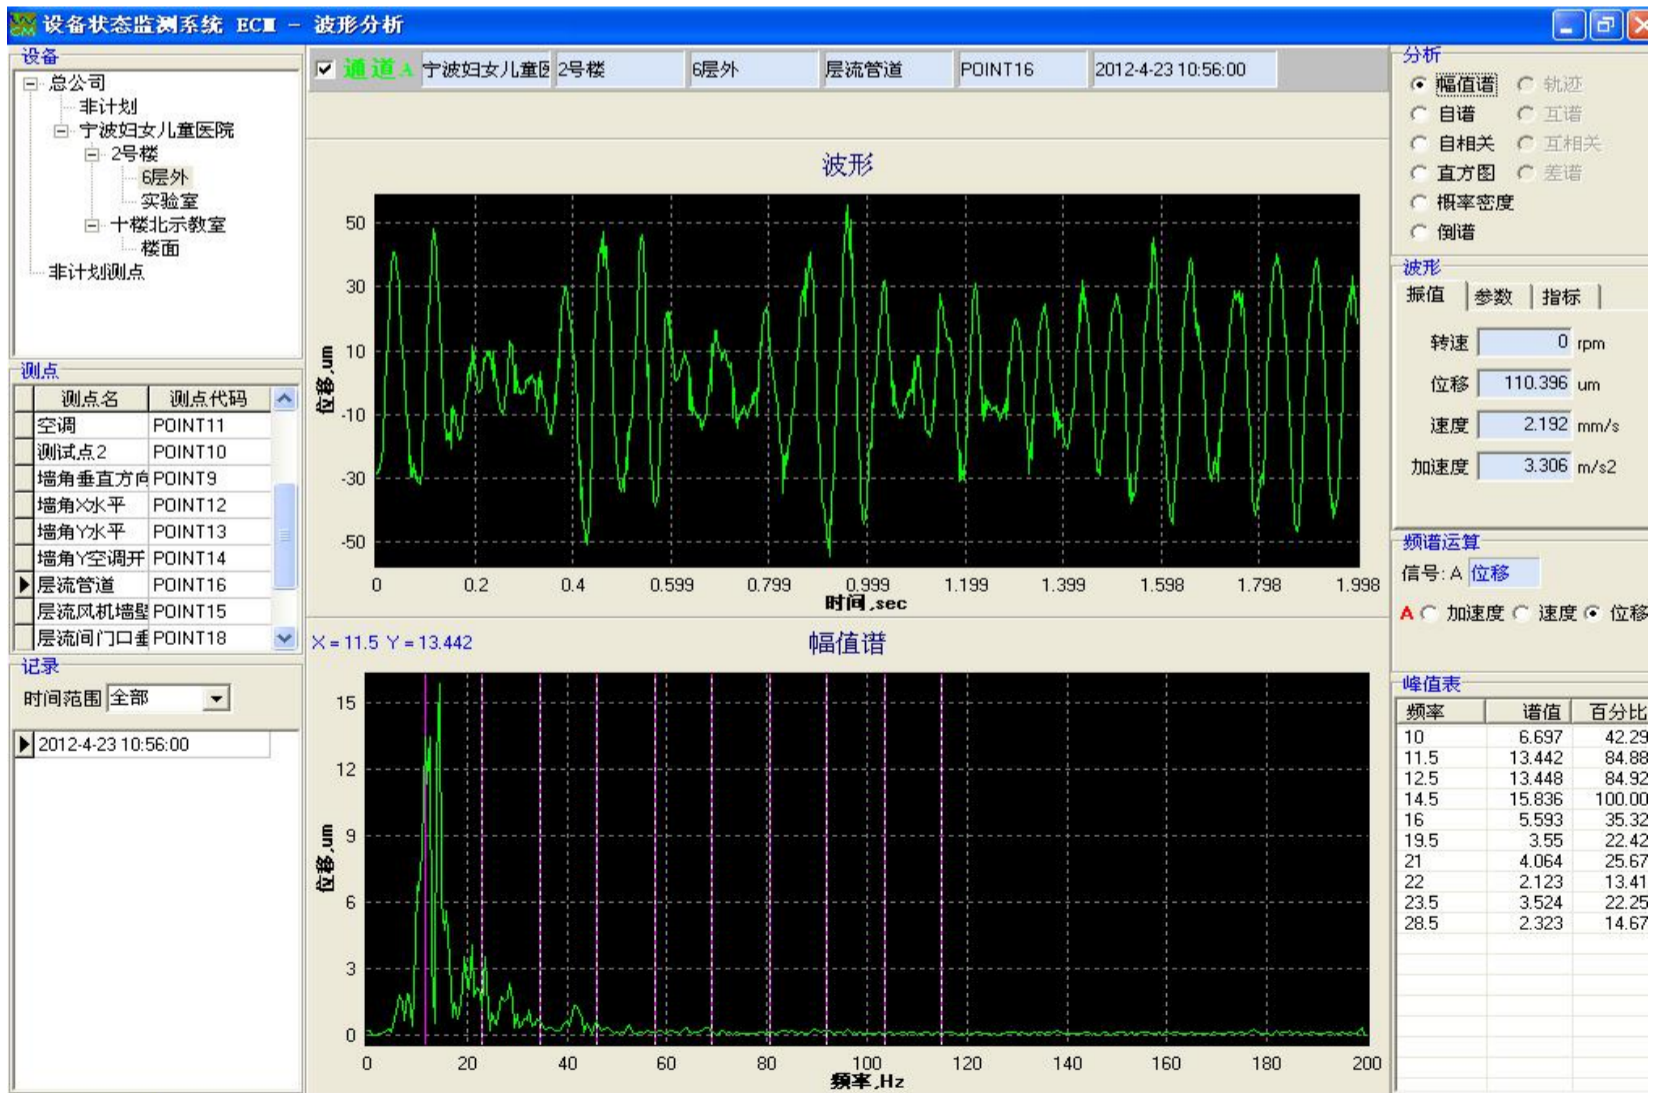 设备状态监测系统 ECM - 波形分析
设备
总公司
非计划
宁波妇女儿童医院
2号楼
6层外
实验室
十楼北示教室
楼面
非计划测点
测点
测点名 测点代码
空调 POINT11
测试点2 POINT10
墙角垂直方向 POINT9
墙角X水平 POINT12
墙角Y水平 POINT13
墙角Y空调开 POINT14
层流管道 POINT16
层流风机墙壁 POINT15
层流间门口垂 POINT18
记录
时间范围 全部
2012-4-23 10:56:00
通道A 宁波妇女儿童医 2号楼 6层外 层流管道 POINT16 2012-4-23 10:56:00
波形
50
30
10
-10
-30
-50
位移,um
0 0.2 0.4 0.599 0.799 0.999 1.199 1.399 1.598 1.798 1.998
时间,sec
X = 11.5 Y = 13.442
幅值谱
15
12
9
6
3
0
位移,um
0 20 40 60 80 100 120 140 160 180 200
频率,Hz
分析
幅值谱 轨迹
自谱 互谱
自相关 互相关
直方图 差谱
概率密度
倒谱
波形
振值 参数 指标
转速 0 rpm
位移 110.396 um
速度 2.192 mm/s
加速度 3.306 m/s2
频谱运算
信号: A 位移
A 加速度 速度 位移
峰值表
频率 谱值 百分比
10 6.697 42.29
11.5 13.442 84.88
12.5 13.448 84.92
14.5 15.836 100.00
16 5.593 35.32
19.5 3.55 22.42
21 4.064 25.67
22 2.123 13.41
23.5 3.524 22.25
28.5 2.323 14.67